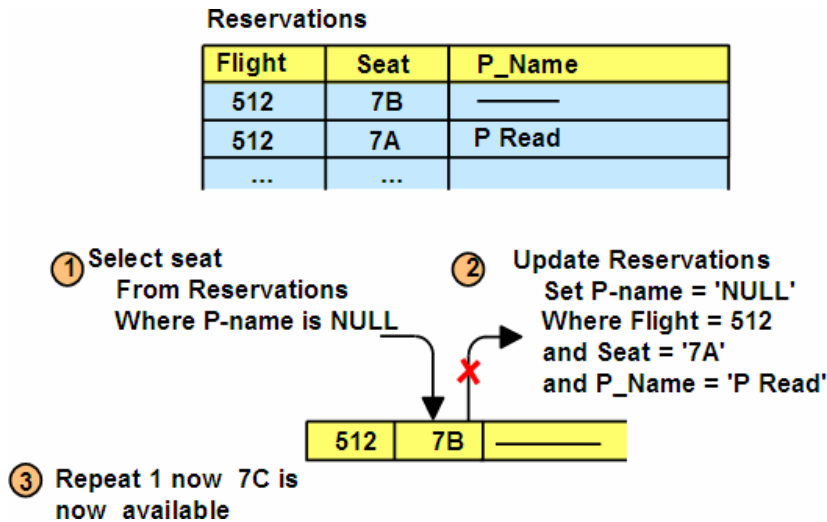 Reservations
Flight Seat P_Name
512 7B
512 7A P Read
... ...
1 Select seat
From Reservations
Where P-name is NULL
2 Update Reservations
Set P-name = 'NULL'
Where Flight = 512
and Seat = '7A'
and P_Name = 'P Read'
512 7B
3 Repeat 1 now 7C is
now available